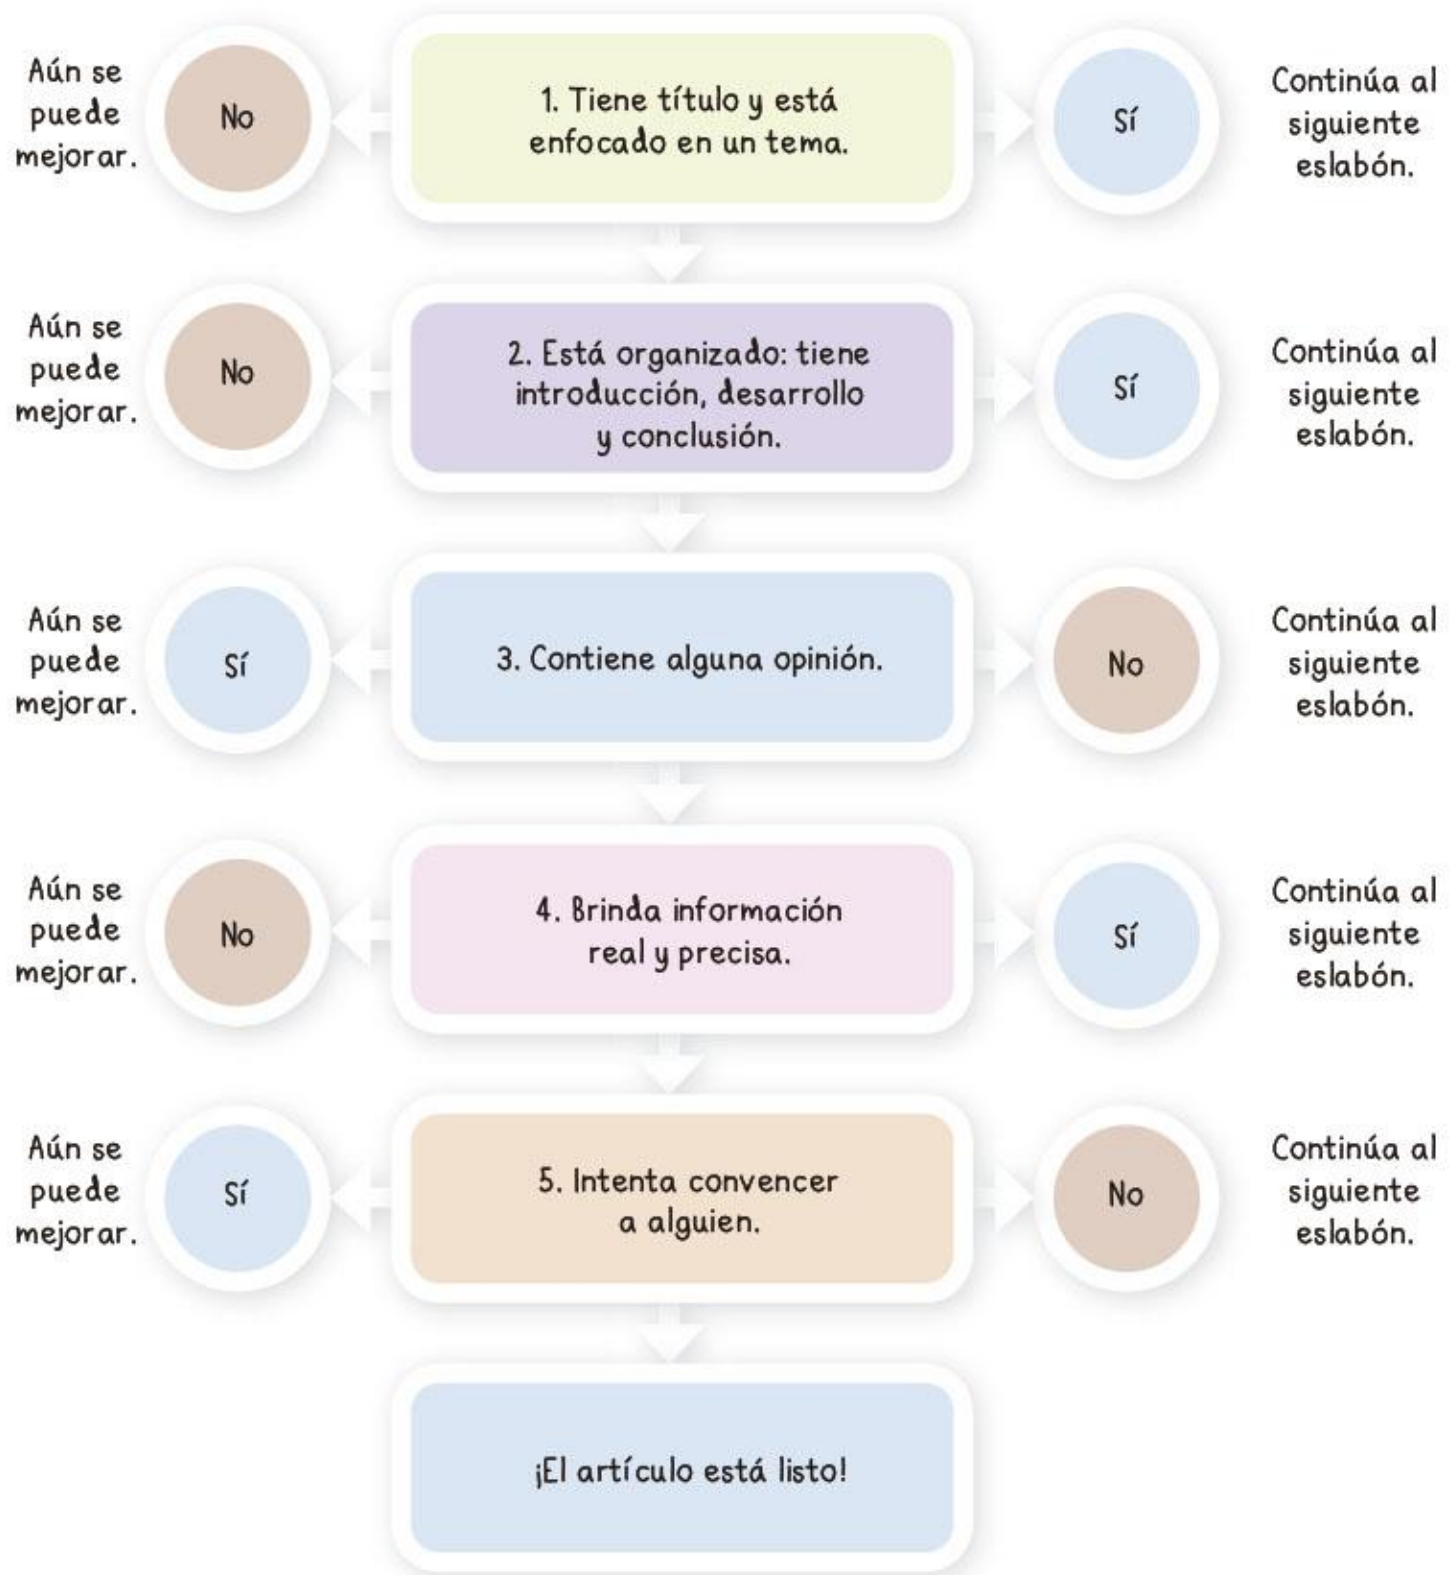 Aún se
puede
mejorar.
No
1. Tiene título y está
enfocado en un tema.
Sí
Continúa al
siguiente
eslabón.
Aún se
puede
mejorar.
No
2. Está organizado: tiene
introducción, desarrollo
y conclusión.
Sí
Continúa al
siguiente
eslabón.
Aún se
puede
mejorar.
Sí
3. Contiene alguna opinión.
No
Continúa al
siguiente
eslabón.
Aún se
puede
mejorar.
No
4. Brinda información
real y precisa.
Sí
Continúa al
siguiente
eslabón.
Aún se
puede
mejorar.
Sí
5. Intenta convencer
a alguien.
No
Continúa al
siguiente
eslabón.
¡El artículo está listo!